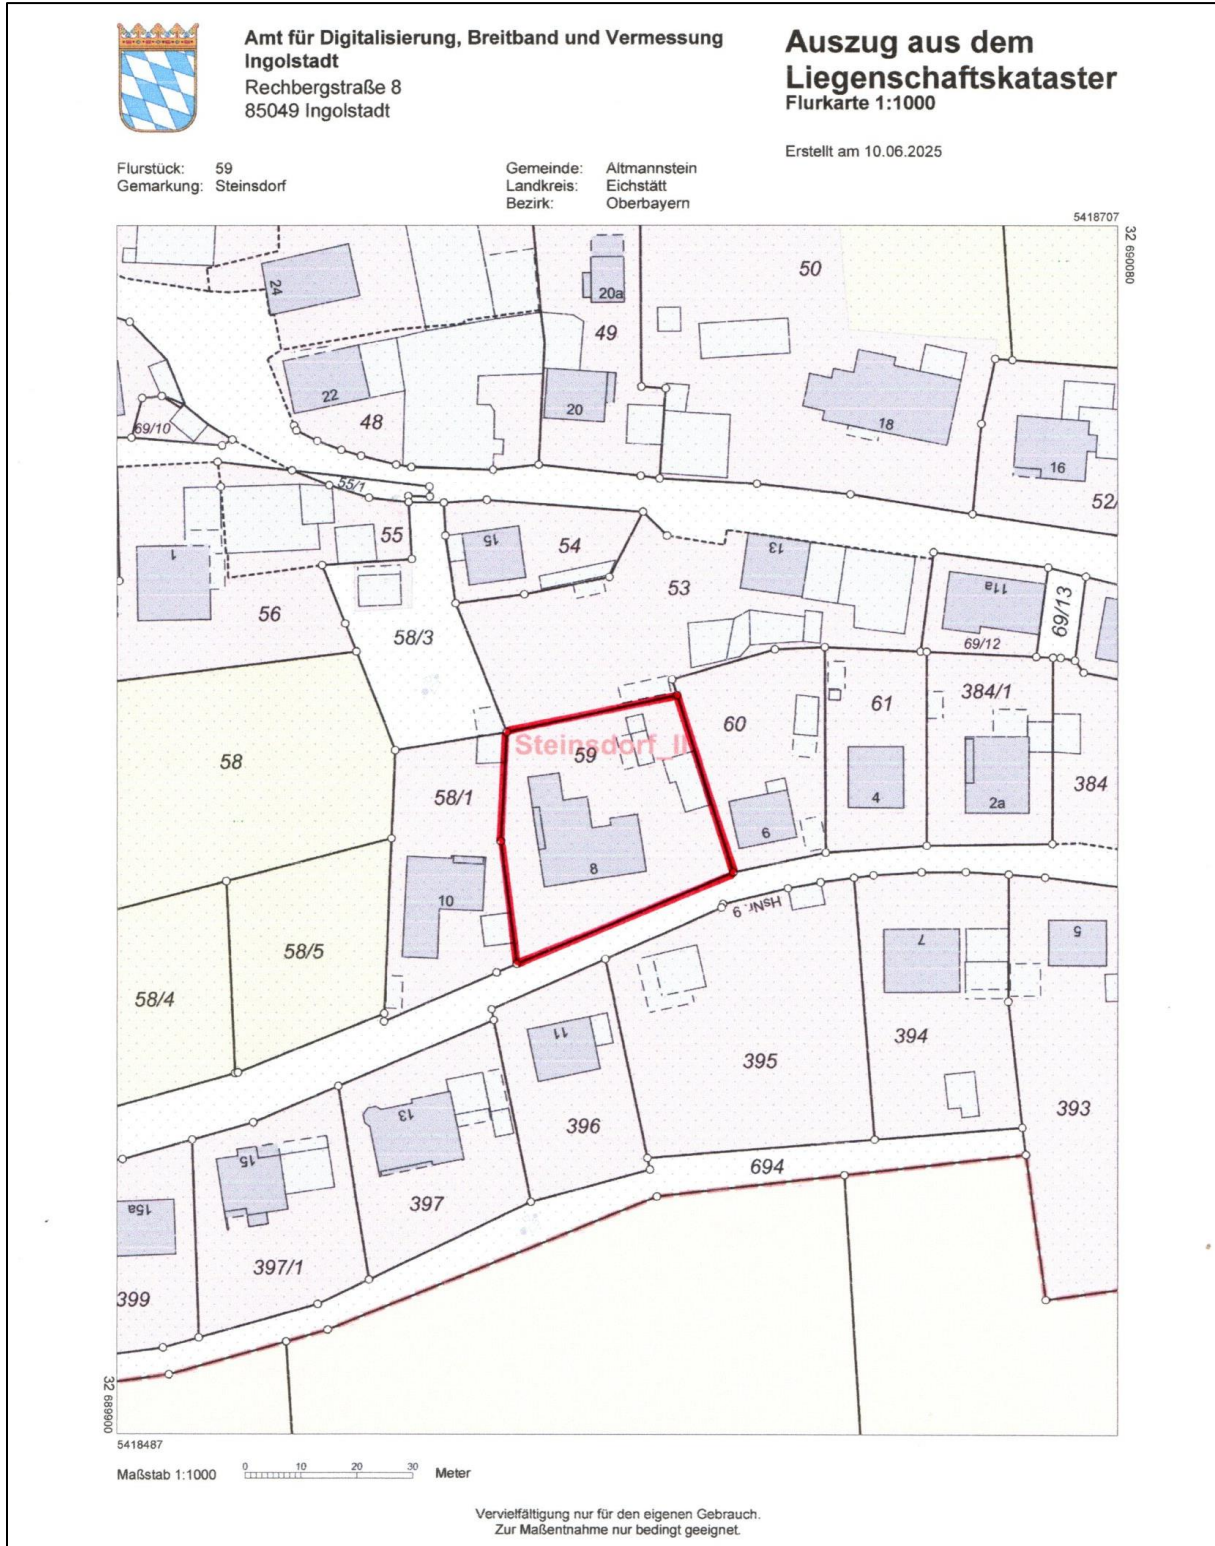 Amt für Digitalisierung, Breitband und Vermessung
Ingolstadt
Rechbergstraße 8
85049 Ingolstadt
Auszug aus dem
Liegenschaftskataster
Flurkarte 1:1000
Erstellt am 10.06.2025
Flurstück: 59
Gemarkung: Steinsdorf
Gemeinde: Altmannstein
Landkreis: Eichstätt
Bezirk: Oberbayern
5418707
32 690080
50
24
20a
49
22
20
48
18
69/10
16
52/
55/1
55
1
15
54
13
53
11a
69/13
56
58/3
69/12
384/1
61
60
58
Steinsdorf_II
59
58/1
4
2a
384
6
8
10
HsNr. 9
58/5
7
5
58/4
11
394
395
393
13
396
15
694
397
15a
397/1
399
32 689900
5418487
Maßstab 1:1000
0 10 20 30 Meter
Vervielfältigung nur für den eigenen Gebrauch.
Zur Maßentnahme nur bedingt geeignet.